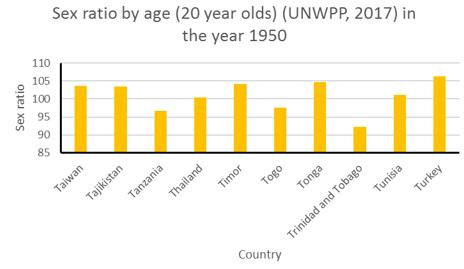 Sex ratio by age (20 year olds) (UNWPP, 2017) in
the year 1950
110
105
100
95
90
85
Sex ratio
Taiwan
Tajikistan
Tanzania
Thailand
Timor
Togo
Tonga
Trinidad and Tobago
Tunisia
Turkey
Country